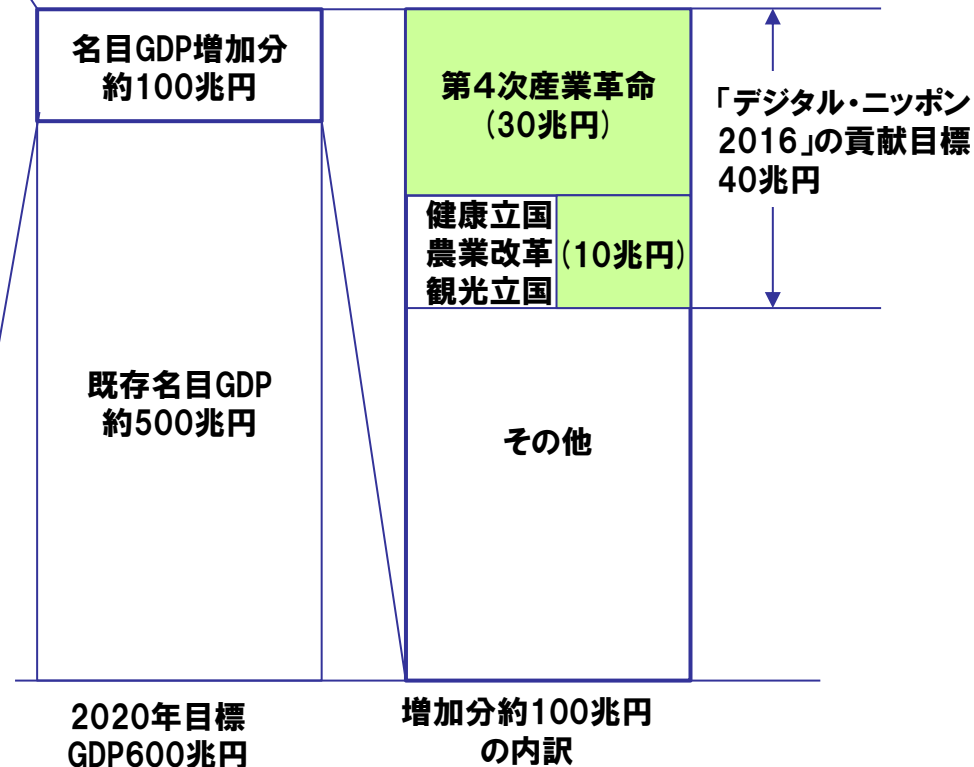 名目GDP増加分
約100兆円
既存名目GDP
約500兆円
2020年目標
GDP600兆円
第4次産業革命
(30兆円)
健康立国
農業改革
観光立国
(10兆円)
その他
増加分約100兆円
の内訳
「デジタル・ニッポン
2016」の貢献目標
40兆円